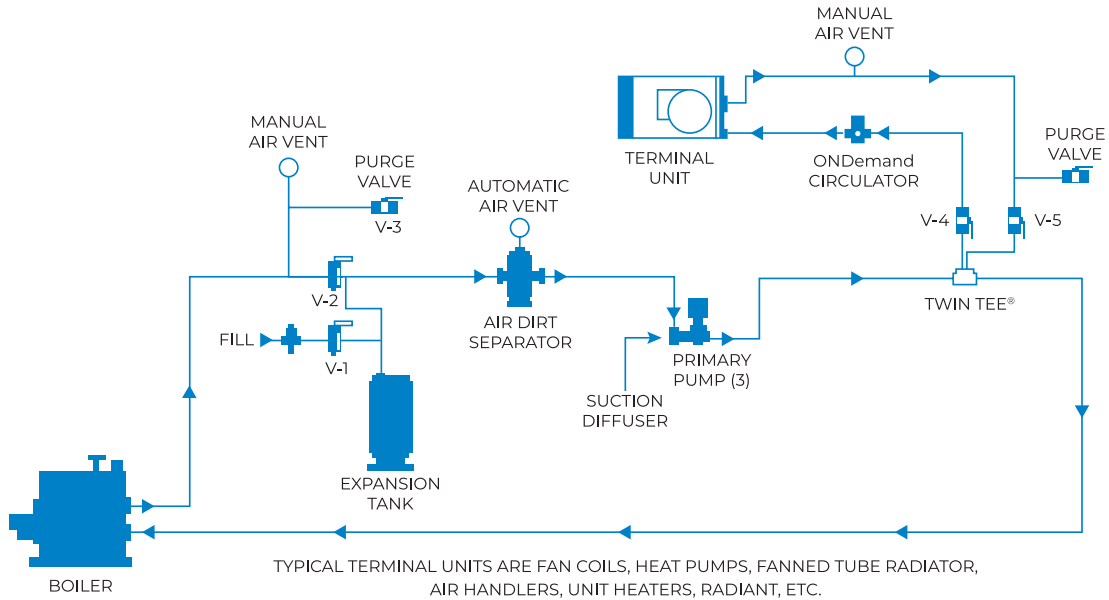 MANUAL
AIR VENT
MANUAL
AIR VENT
PURGE
VALVE
V-3
AUTOMATIC
AIR VENT
TERMINAL
UNIT
ONDemand
CIRCULATOR
PURGE
VALVE
V-4
V-5
V-2
FILL
V-1
AIR DIRT
SEPARATOR
TWIN TEE®
PRIMARY
PUMP (3)
SUCTION
DIFFUSER
EXPANSION
TANK
BOILER
TYPICAL TERMINAL UNITS ARE FAN COILS, HEAT PUMPS, FANNED TUBE RADIATOR,
AIR HANDLERS, UNIT HEATERS, RADIANT, ETC.